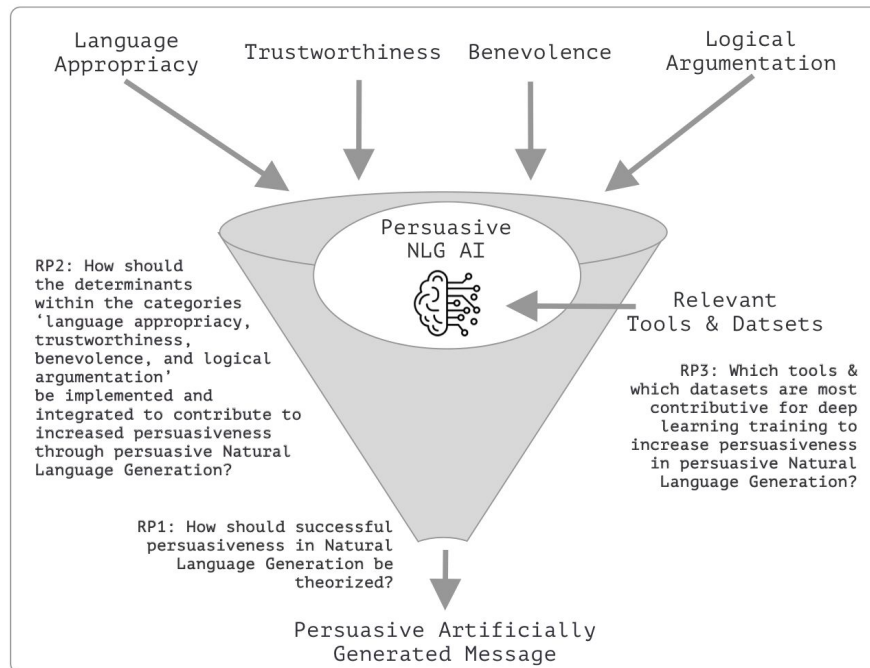 Language
Appropriacy
Trustworthiness
Benevolence
Logical
Argumentation
Persuasive
NLG AI
RP2: How should
the determinants
within the categories
‘language appropriacy,
trustworthiness,
benevolence, and logical
argumentation’
be implemented and
integrated to contribute to
increased persuasiveness
through persuasive Natural
Language Generation?
Relevant
Tools & Datsets
RP3: Which tools &
which datasets are most
contributive for deep
learning training to
increase persuasiveness
in persuasive Natural
Language Generation?
RP1: How should successful
persuasiveness in Natural
Language Generation be
theorized?
Persuasive Artificially
Generated Message